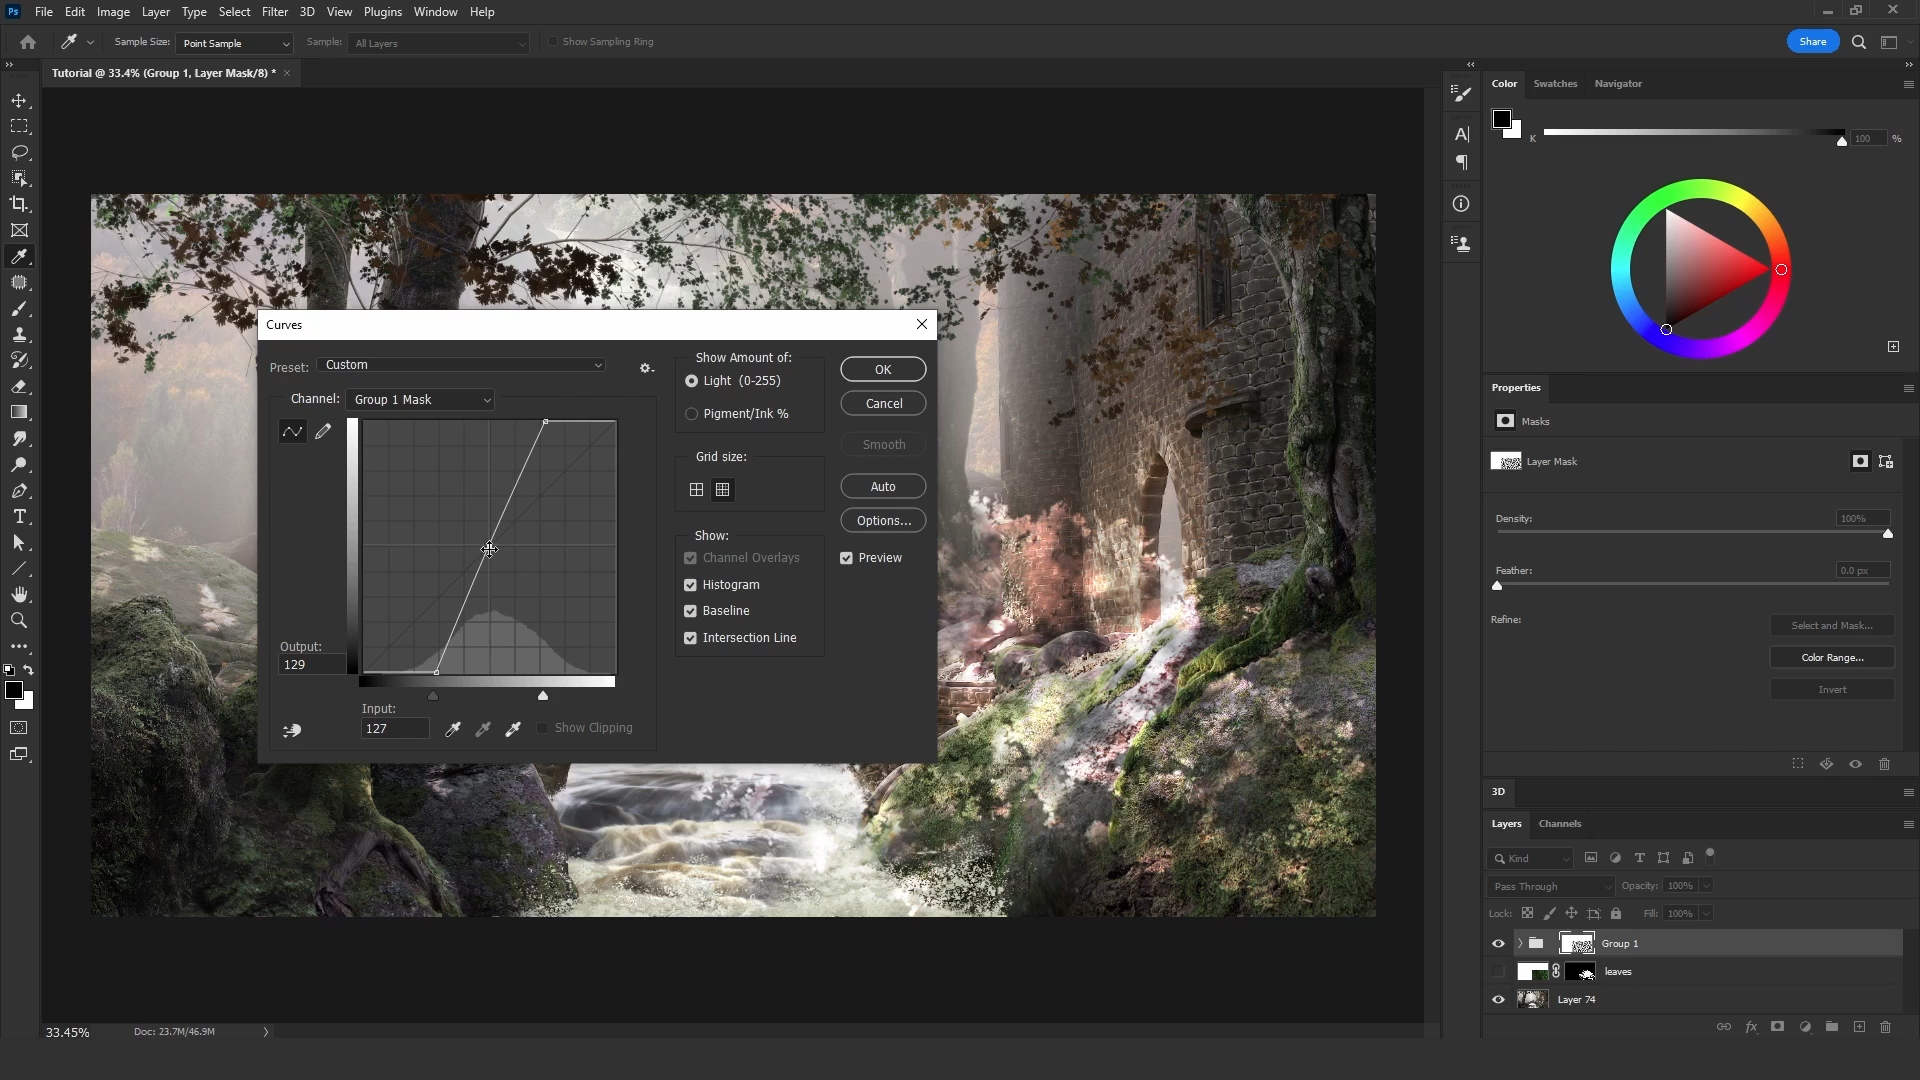 Ps File Edit Image Layer Type Select Filter 3D View Plugins Window Help
Sample Size: Point Sample Sample: All Layers Show Sampling Ring Share
Tutorial @ 33.4% (Group 1, Layer Mask/8) *
Color Swatches Navigator
K 100 %
Curves
Preset: Custom
Channel: Group 1 Mask
Output:
129
Input:
127
Show Clipping
Show Amount of:
Light (0-255)
Pigment/Ink %
Grid size:
Show:
Channel Overlays
Histogram
Baseline
Intersection Line
OK
Cancel
Smooth
Auto
Options...
Preview
Properties
Masks
Layer Mask
Density: 100%
Feather: 0.0 px
Refine:
Select and Mask...
Color Range...
Invert
3D
Layers Channels
Kind
Pass Through Opacity: 100%
Lock: Fill: 100%
Group 1
leaves
Layer 74
33.45% Doc: 23.7M/46.9M